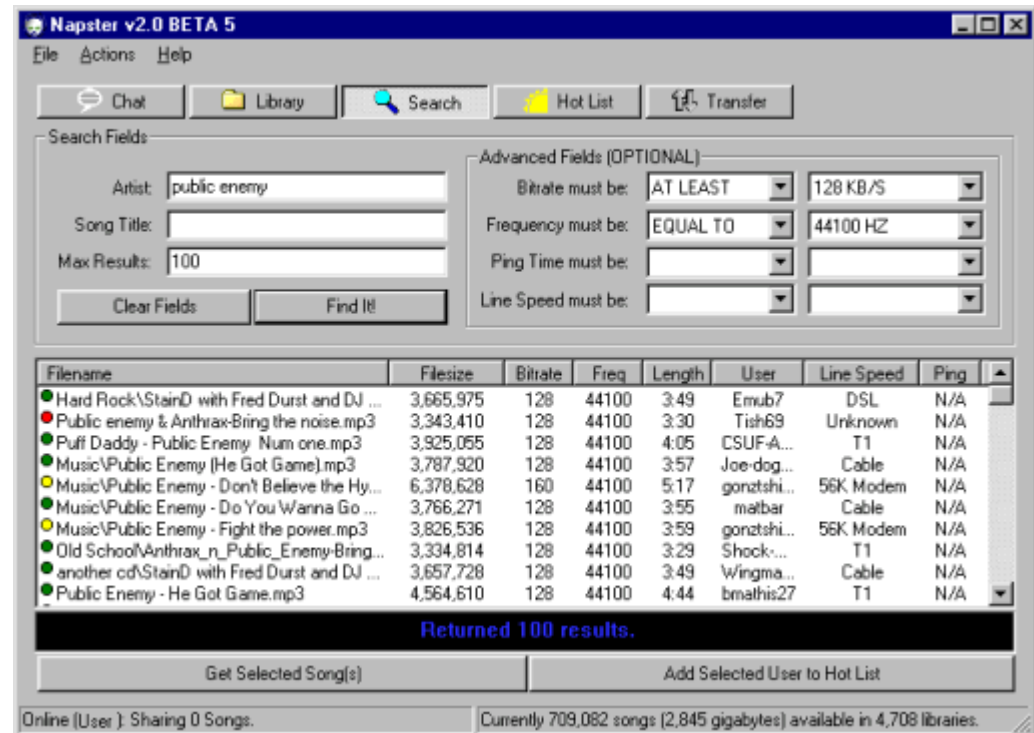 Napster v2.0 BETA 5
File Actions Help
Chat Library Search Hot List Transfer
Search Fields
Advanced Fields (OPTIONAL)
Artist: public enemy Bitrate must be: AT LEAST 128 KB/S
Song Title: Frequency must be: EQUAL TO 44100 HZ
Max Results: 100 Ping Time must be:
Clear Fields Find It! Line Speed must be:
Filename Filesize Bitrate Freq Length User Line Speed Ping
Hard Rock\StainD with Fred Durst and DJ ... 3,665,975 128 44100 3:49 Emub7 DSL N/A
Public enemy & Anthrax-Bring the noise.mp3 3,343,410 128 44100 3:30 Tish69 Unknown N/A
Puff Daddy - Public Enemy Num one.mp3 3,925,055 128 44100 4:05 CSUF-A... T1 N/A
Music\Public Enemy (He Got Game).mp3 3,787,920 128 44100 3:57 Joe-dog... Cable N/A
Music\Public Enemy - Don't Believe the Hy... 6,378,628 160 44100 5:17 gonztshi... 56K Modem N/A
Music\Public Enemy - Do You Wanna Go ... 3,766,271 128 44100 3:55 matbar Cable N/A
Music\Public Enemy - Fight the power.mp3 3,826,536 128 44100 3:59 gonztshi... 56K Modem N/A
Old School\Anthrax_n_Public_Enemy-Bring... 3,334,814 128 44100 3:29 Shock-... T1 N/A
another cd\StainD with Fred Durst and DJ ... 3,657,728 128 44100 3:49 Wingma... Cable N/A
Public Enemy - He Got Game.mp3 4,564,610 128 44100 4:44 bmathis27 T1 N/A
Returned 100 results.
Get Selected Song(s) Add Selected User to Hot List
Online (User ): Sharing 0 Songs. Currently 709,082 songs (2,845 gigabytes) available in 4,708 libraries.